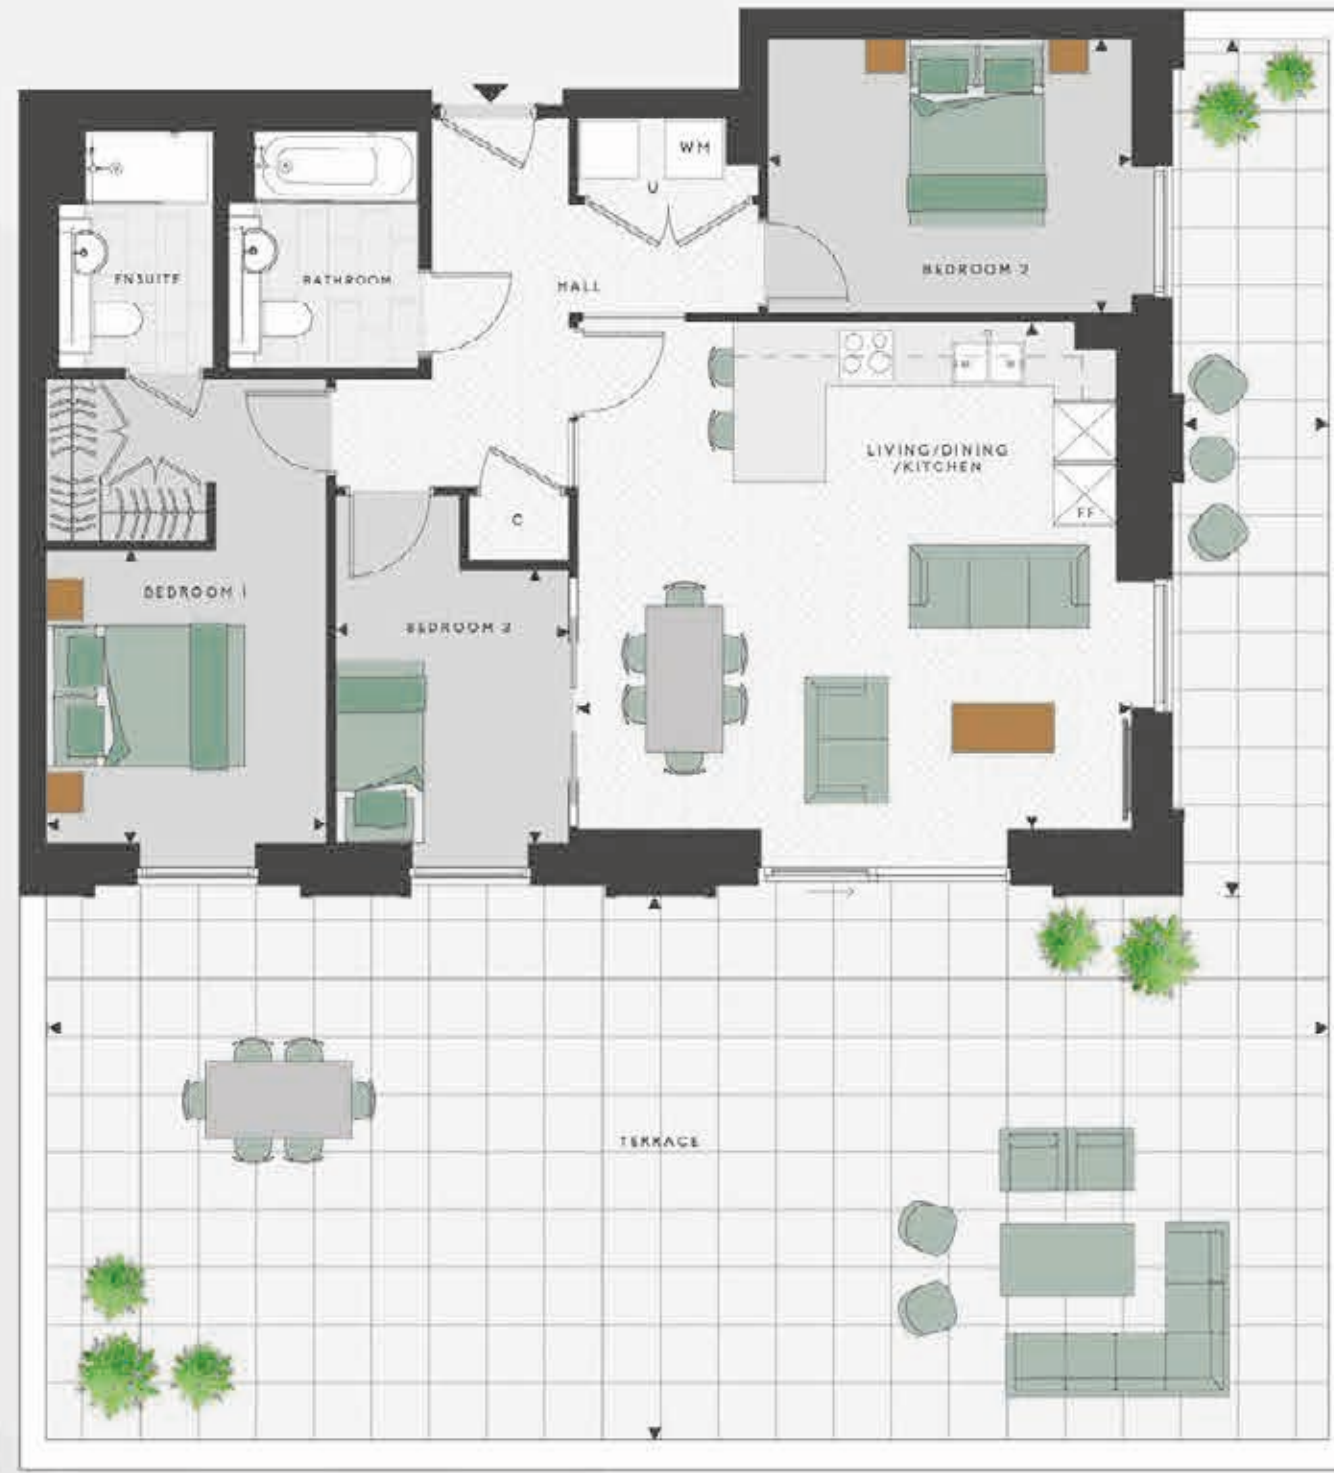 WM
U
BEDROOM 2
ENSUITE
BATHROOM
HALL
LIVING/DINING
/KITCHEN
FF
C
BEDROOM 1
BEDROOM 3
TERRACE